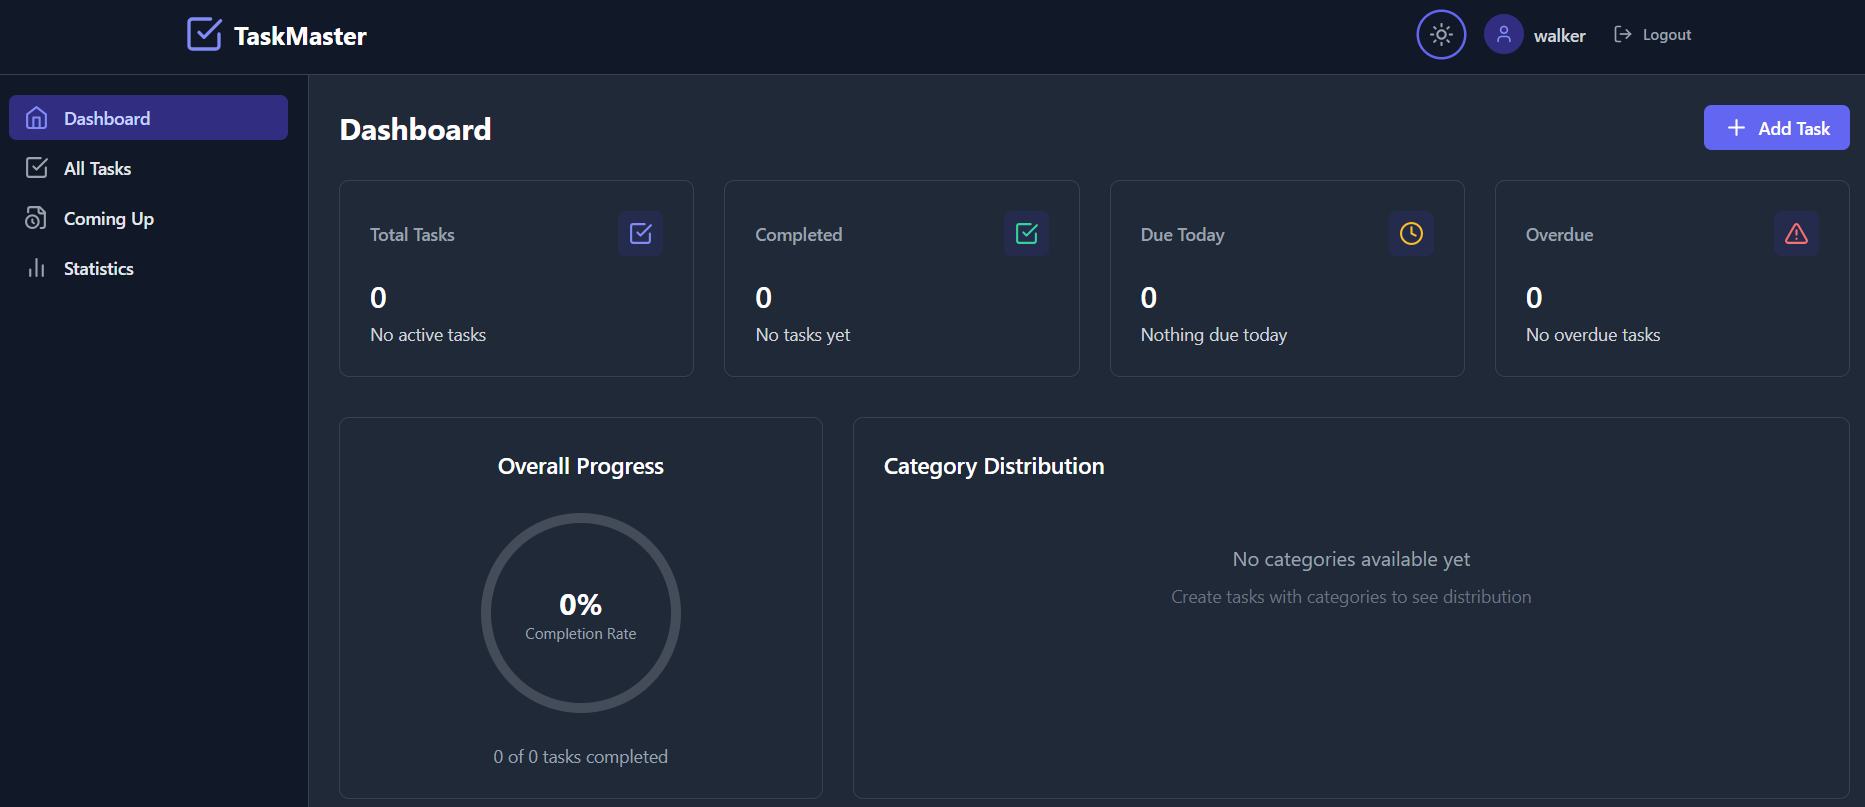 TaskMaster
walker
Logout
Dashboard
All Tasks
Coming Up
Statistics
Dashboard
Add Task
Total Tasks
0
No active tasks
Completed
0
No tasks yet
Due Today
0
Nothing due today
Overdue
0
No overdue tasks
Overall Progress
0%
Completion Rate
0 of 0 tasks completed
Category Distribution
No categories available yet
Create tasks with categories to see distribution